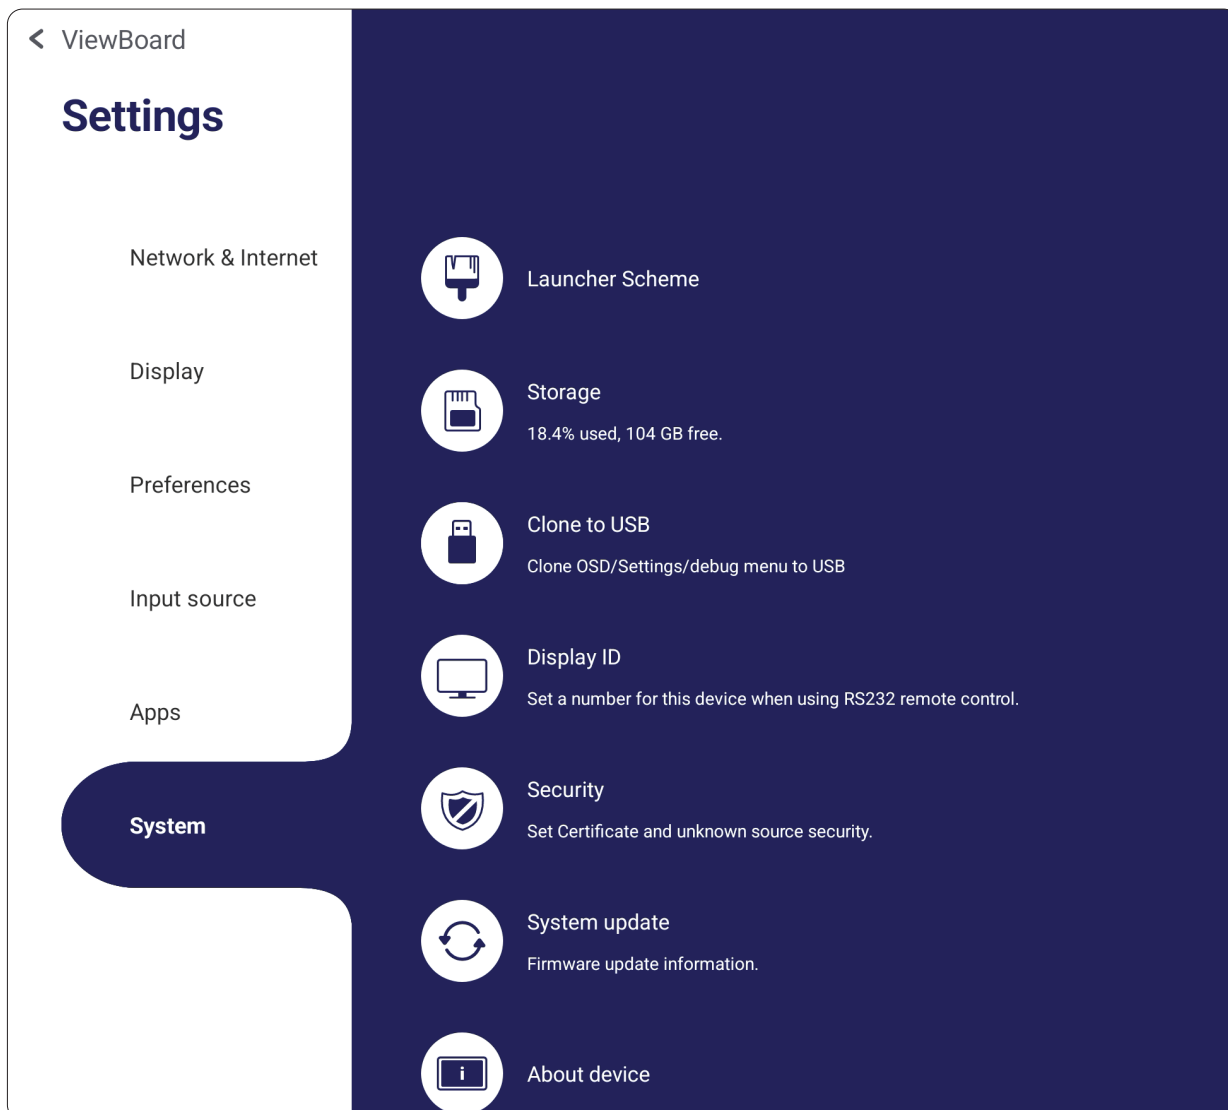 ViewBoard
Settings
Network & Internet
Display
Preferences
Input source
Apps
System
Launcher Scheme
Storage
18.4% used, 104 GB free.
Clone to USB
Clone OSD/Settings/debug menu to USB
Display ID
Set a number for this device when using RS232 remote control.
Security
Set Certificate and unknown source security.
System update
Firmware update information.
About device